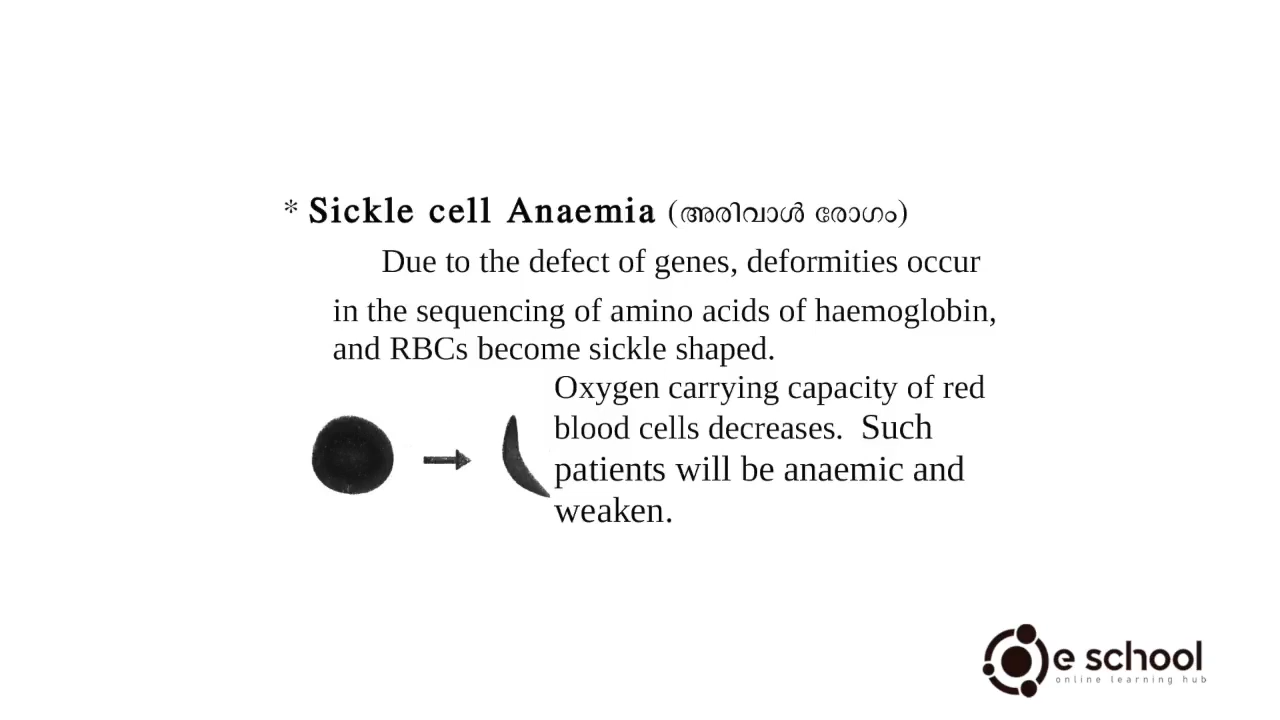 * Sickle cell Anaemia (അരിവാൾ രോഗം)
Due to the defect of genes, deformities occur
in the sequencing of amino acids of haemoglobin,
and RBCs become sickle shaped.
Oxygen carrying capacity of red
blood cells decreases. Such
patients will be anaemic and
weaken.
e school
online learning hub